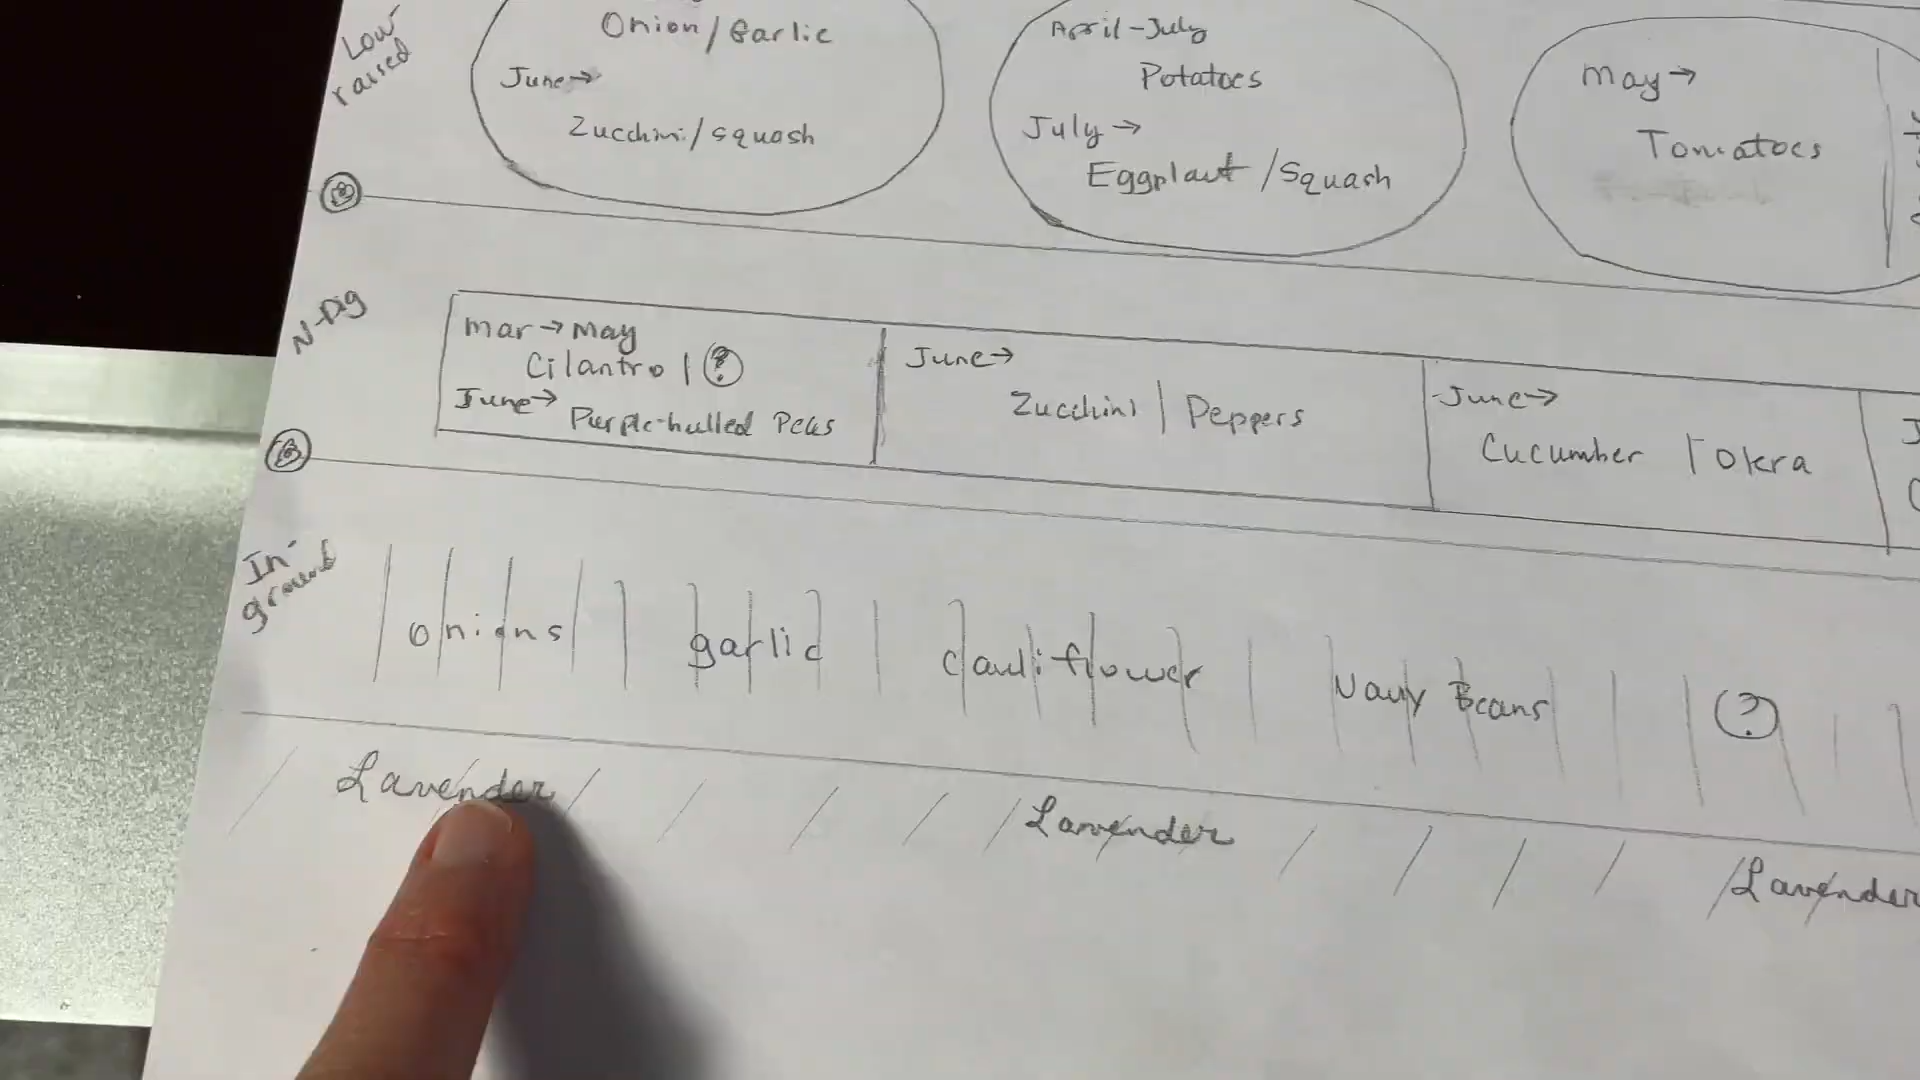 Low
raised
Onion/Garlic
June→
Zucchini/squash
April-July
Potatoes
July→
Eggplant/Squash
May→
Tomatoes
N-Dig
Mar→May
Cilantro | ?
June→ Purple-hulled Peas
June→
Zucchini | Peppers
June→
Cucumber | Okra
In-
ground
onions
garlic
cauliflower
Navy Beans
?
Lavender
Lavender
Lavender